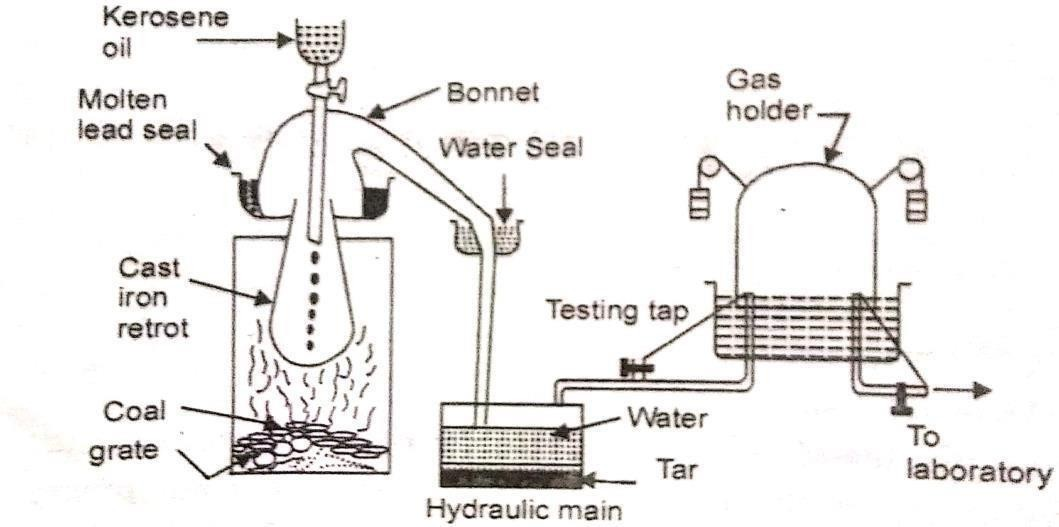 Kerosene
oil
Molten
lead seal
Bonnet
Water Seal
Gas
holder
Cast
iron
retrot
Testing tap
Coal
grate
Water
Tar
To
laboratory
Hydraulic main